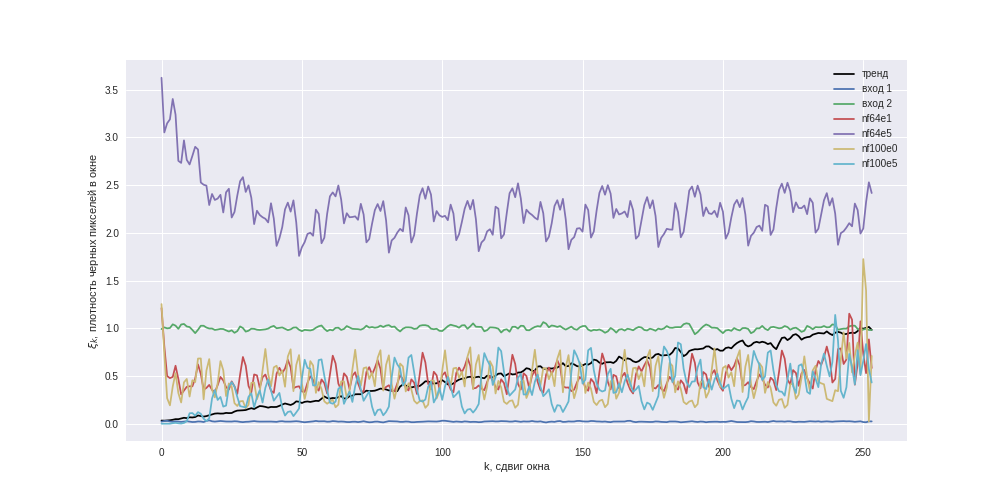 3.5
3.0
2.5
2.0
1.5
1.0
0.5
0.0
0
50
100
150
200
250
k, сдвиг окна
ξk, плотность черных пикселей в окне
тренд
вход 1
вход 2
nf64e1
nf64e5
nf100e0
nf100e5